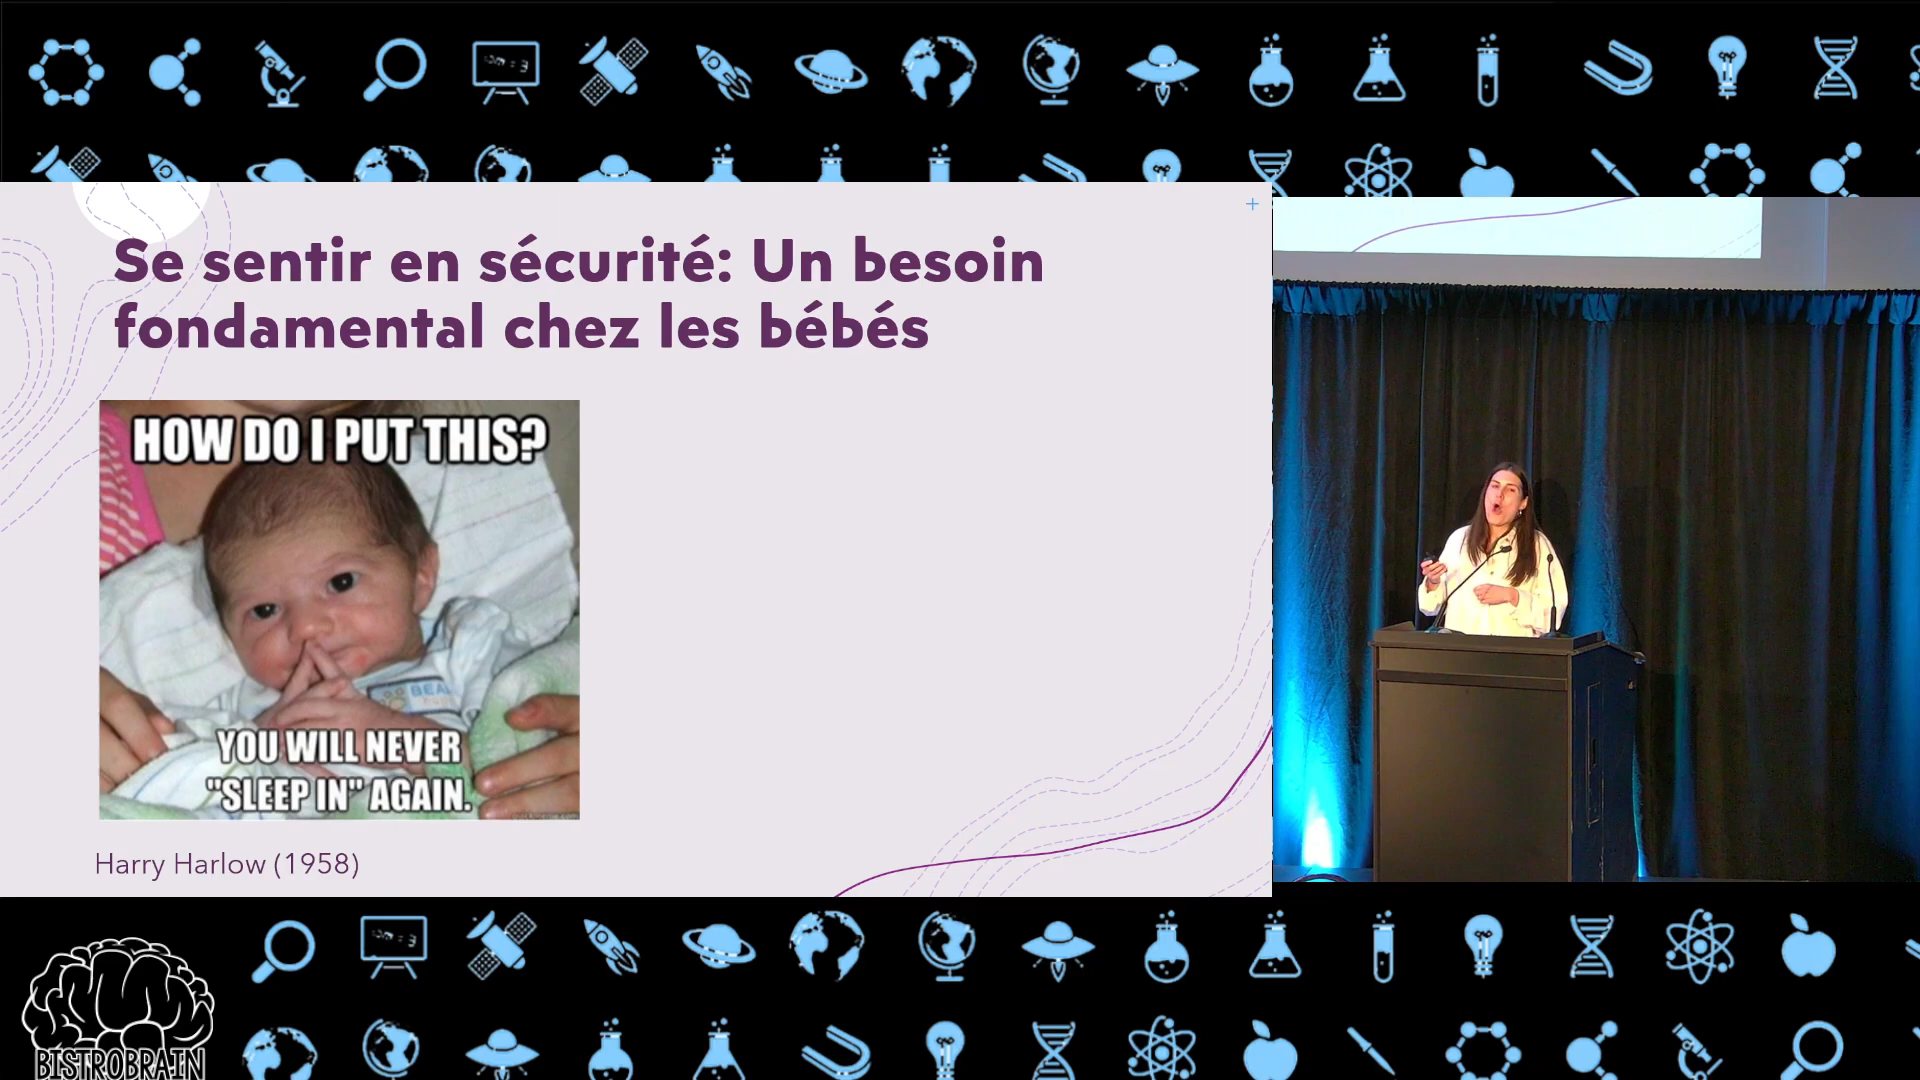 Se sentir en sécurité: Un besoin
fondamental chez les bébés
HOW DO I PUT THIS?
YOU WILL NEVER
"SLEEP IN" AGAIN.
Harry Harlow (1958)
BISTROBRAIN